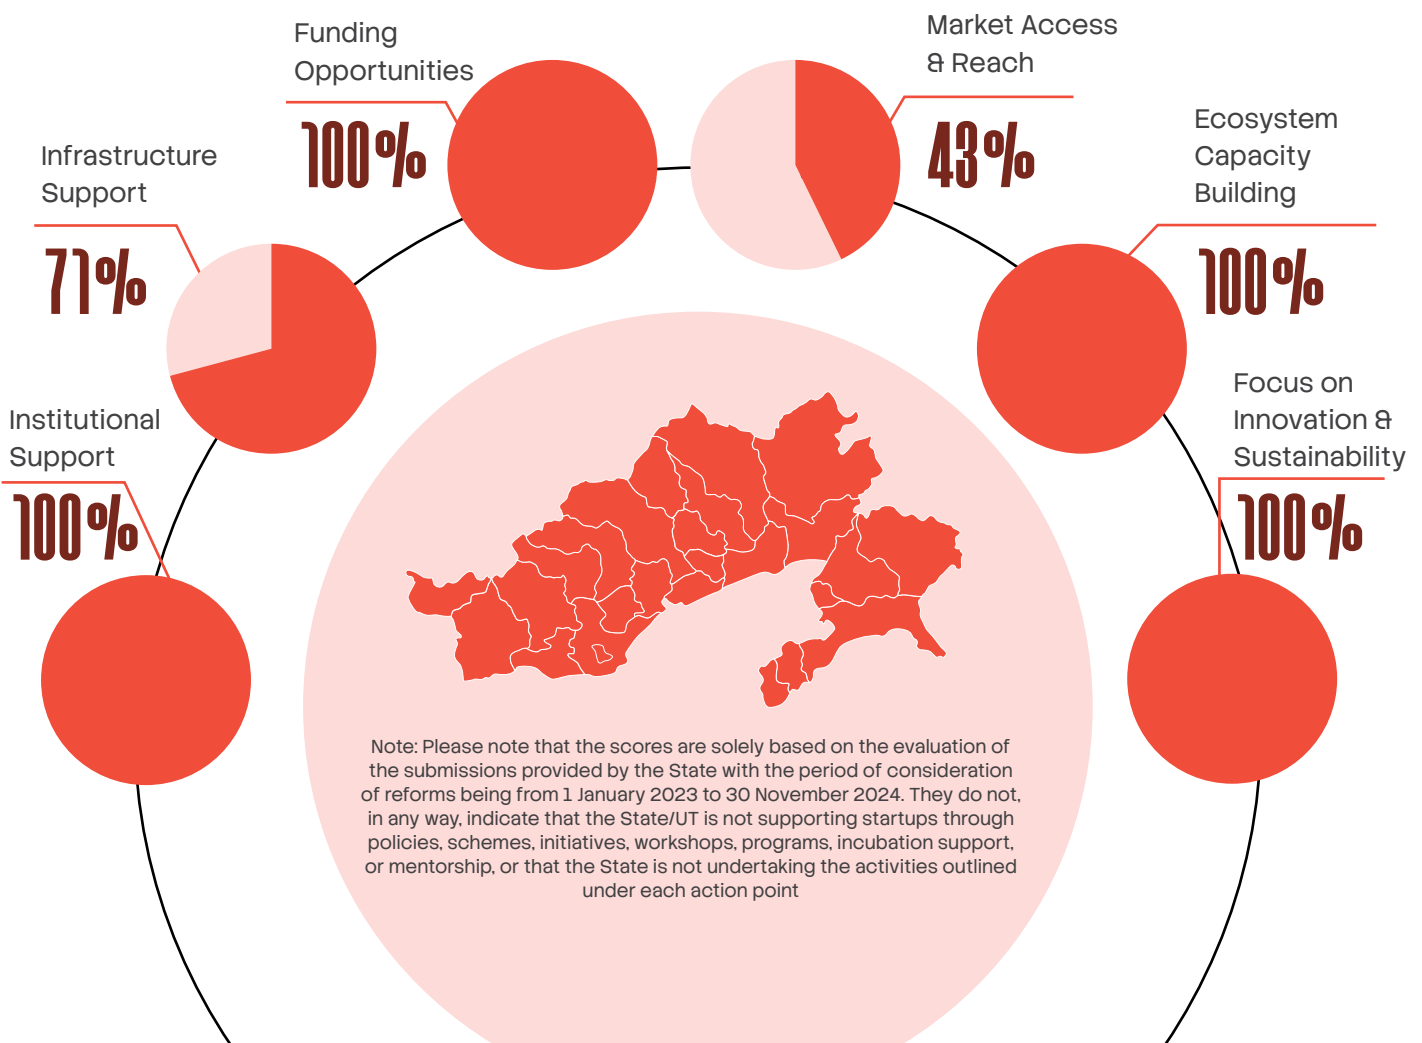 Funding
Opportunities
100%
Market Access
& Reach
43%
Infrastructure
Support
71%
Ecosystem
Capacity
Building
100%
Institutional
Support
100%
Focus on
Innovation &
Sustainability
100%
Note: Please note that the scores are solely based on the evaluation of
the submissions provided by the State with the period of consideration
of reforms being from 1 January 2023 to 30 November 2024. They do not,
in any way, indicate that the State/UT is not supporting startups through
policies, schemes, initiatives, workshops, programs, incubation support,
or mentorship, or that the State is not undertaking the activities outlined
under each action point